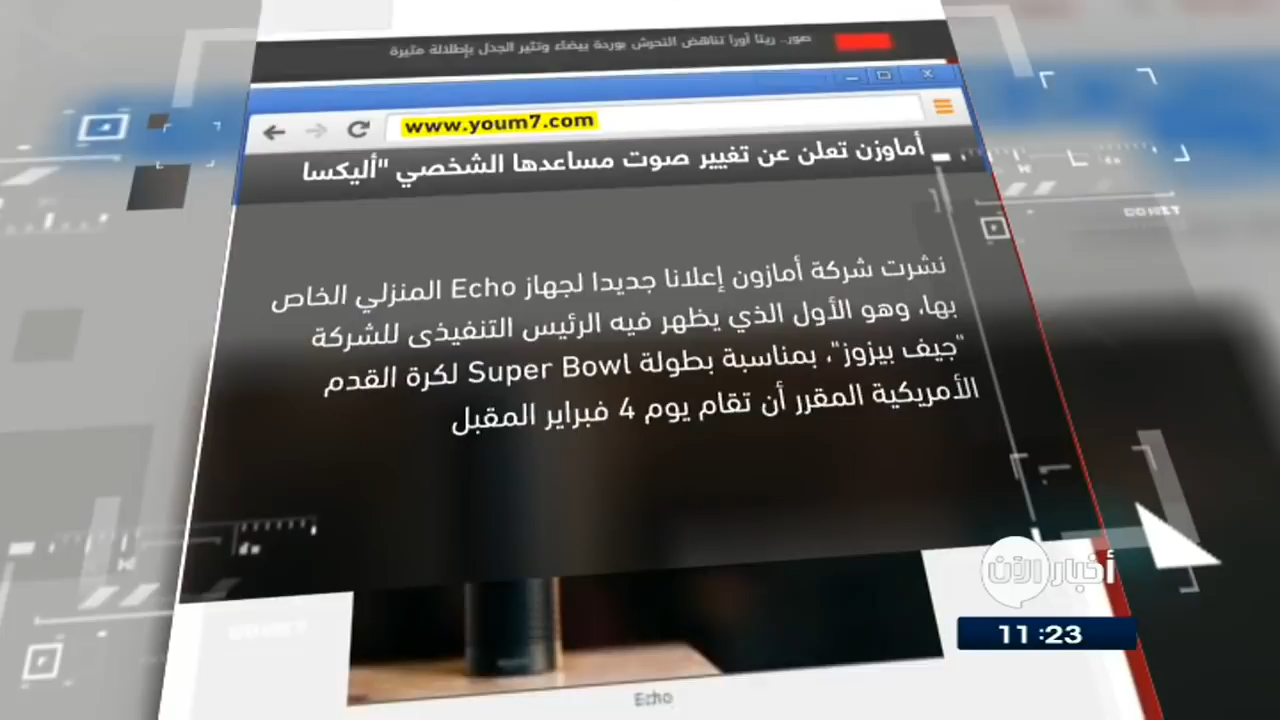 صور.. ريتا أورا تناهض التحرش بوردة بيضاء وتثير الجدل بإطلالة مثيرة
www.youm7.com
أماوزن تعلن عن تغيير صوت مساعدها الشخصي "أليكسا
نشرت شركة أمازون إعلانا جديدا لجهاز Echo المنزلي الخاص
بها، وهو الأول الذي يظهر فيه الرئيس التنفيذى للشركة
"جيف بيزوز"، بمناسبة بطولة Super Bowl لكرة القدم
الأمريكية المقرر أن تقام يوم 4 فبراير المقبل
أخبار الآن
11:23
Echo